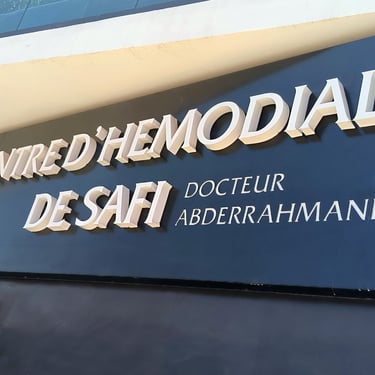 NTRE D'HEMODIAL
DE SAFI
DOCTEUR
ABDERRAHMAN